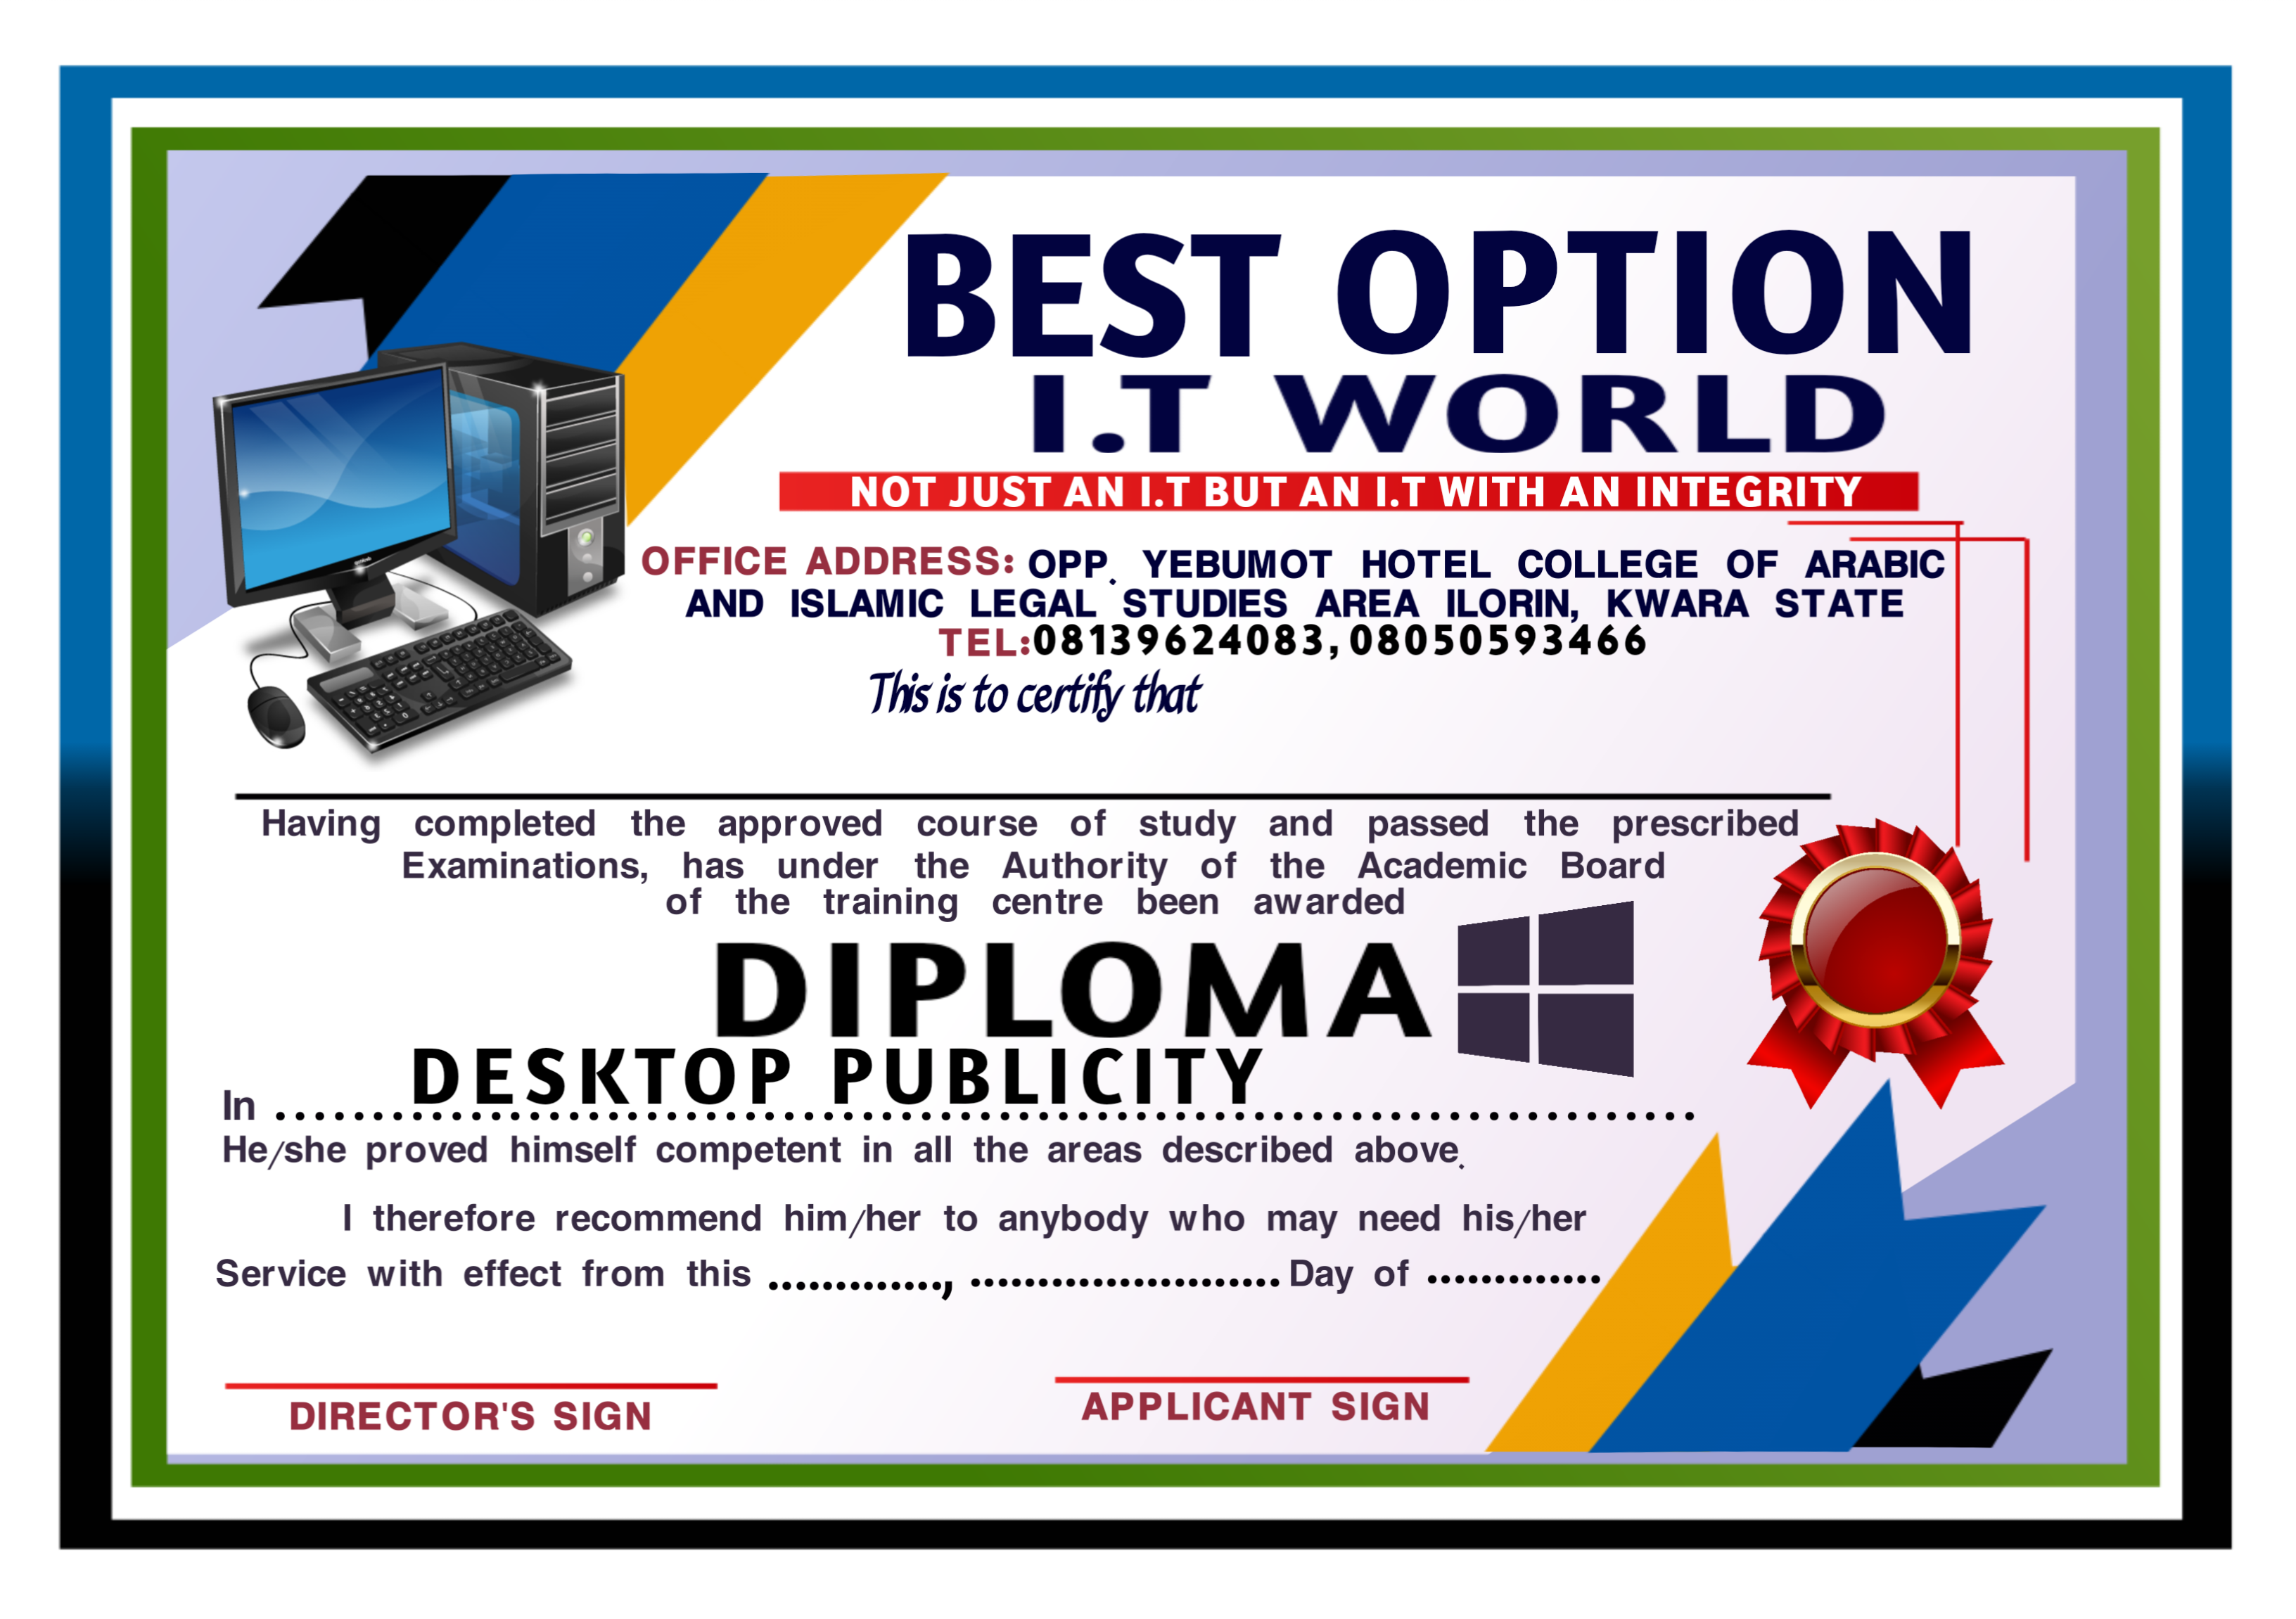 BEST OPTION
I.T WORLD
NOT JUST AN I.T BUT AN I.T WITH AN INTEGRITY
OFFICE ADDRESS: OPP. YEBUMOT HOTEL COLLEGE OF ARABIC
AND ISLAMIC LEGAL STUDIES AREA ILORIN, KWARA STATE
TEL:08139624083,08050593466
This is to certify that
Having completed the approved course of study and passed the prescribed
Examinations, has under the Authority of the Academic Board
of the training centre been awarded
DIPLOMA
DESKTOP PUBLICITY
In ........................................................................
He/she proved himself competent in all the areas described above.
I therefore recommend him/her to anybody who may need his/her
Service with effect from this ............., ....................... Day of .............
DIRECTOR'S SIGN
APPLICANT SIGN